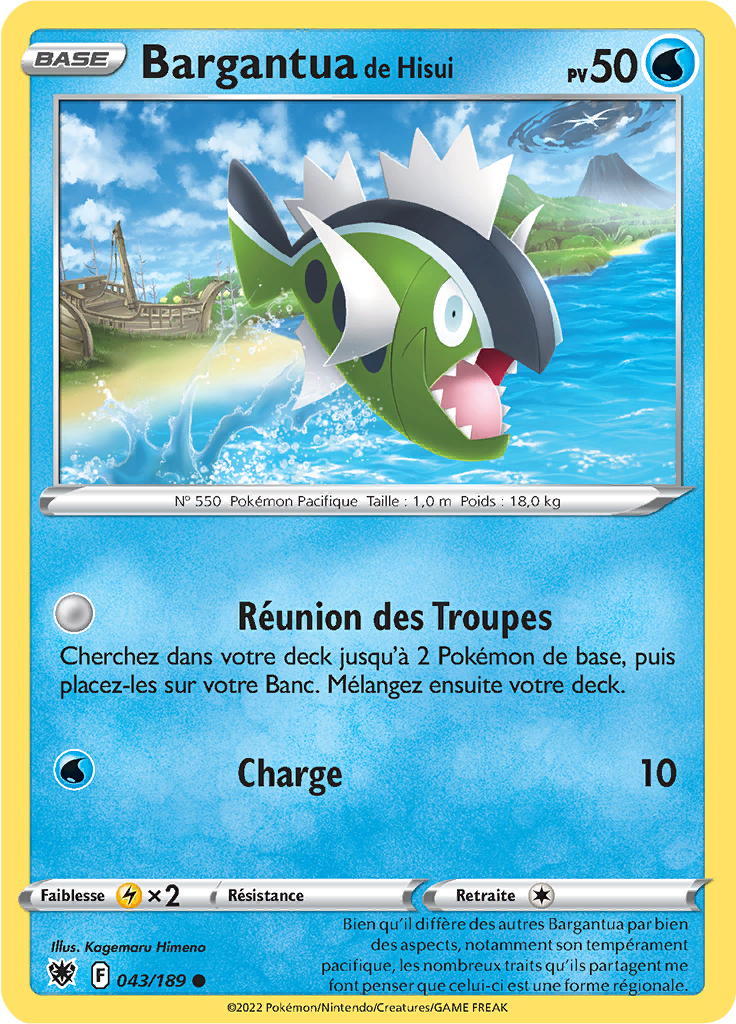 BASE
Bargantua de Hisui
PV 50
N° 550 Pokémon Pacifique Taille : 1,0 m Poids : 18,0 kg
Réunion des Troupes
Cherchez dans votre deck jusqu'à 2 Pokémon de base, puis
placez-les sur votre Banc. Mélangez ensuite votre deck.
Charge 10
Faiblesse ×2 Résistance Retraite
Illus. Kagemaru Himeno
Bien qu'il diffère des autres Bargantua par bien
des aspects, notamment son tempérament
pacifique, les nombreux traits qu'ils partagent me
font penser que celui-ci est une forme régionale.
F 043/189
©2022 Pokémon/Nintendo/Creatures/GAME FREAK